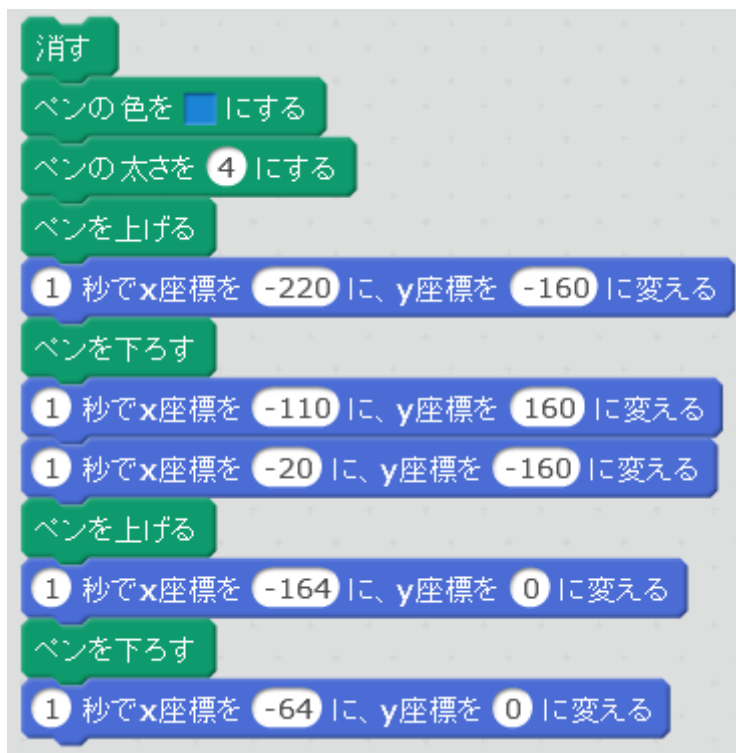 消す
ペンの色を にする
ペンの太さを 4 にする
ペンを上げる
1 秒でx座標を -220 に、y座標を -160 に変える
ペンを下ろす
1 秒でx座標を -110 に、y座標を 160 に変える
1 秒でx座標を -20 に、y座標を -160 に変える
ペンを上げる
1 秒でx座標を -164 に、y座標を 0 に変える
ペンを下ろす
1 秒でx座標を -64 に、y座標を 0 に変える